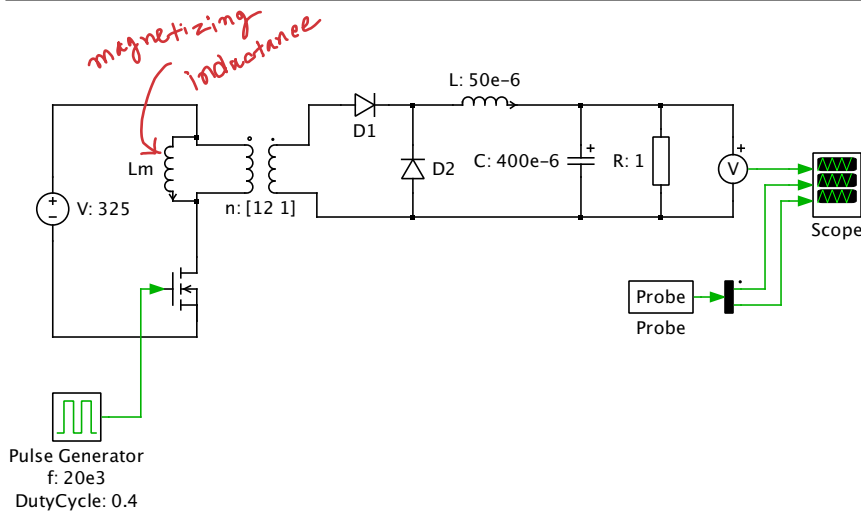 magnetizing
inductance
L: 50e-6
D1
Lm
D2
C: 400e-6
+
R: 1
+
V
V: 325
+
−
n: [12 1]
Scope
Probe
Probe
Pulse Generator
f: 20e3
DutyCycle: 0.4